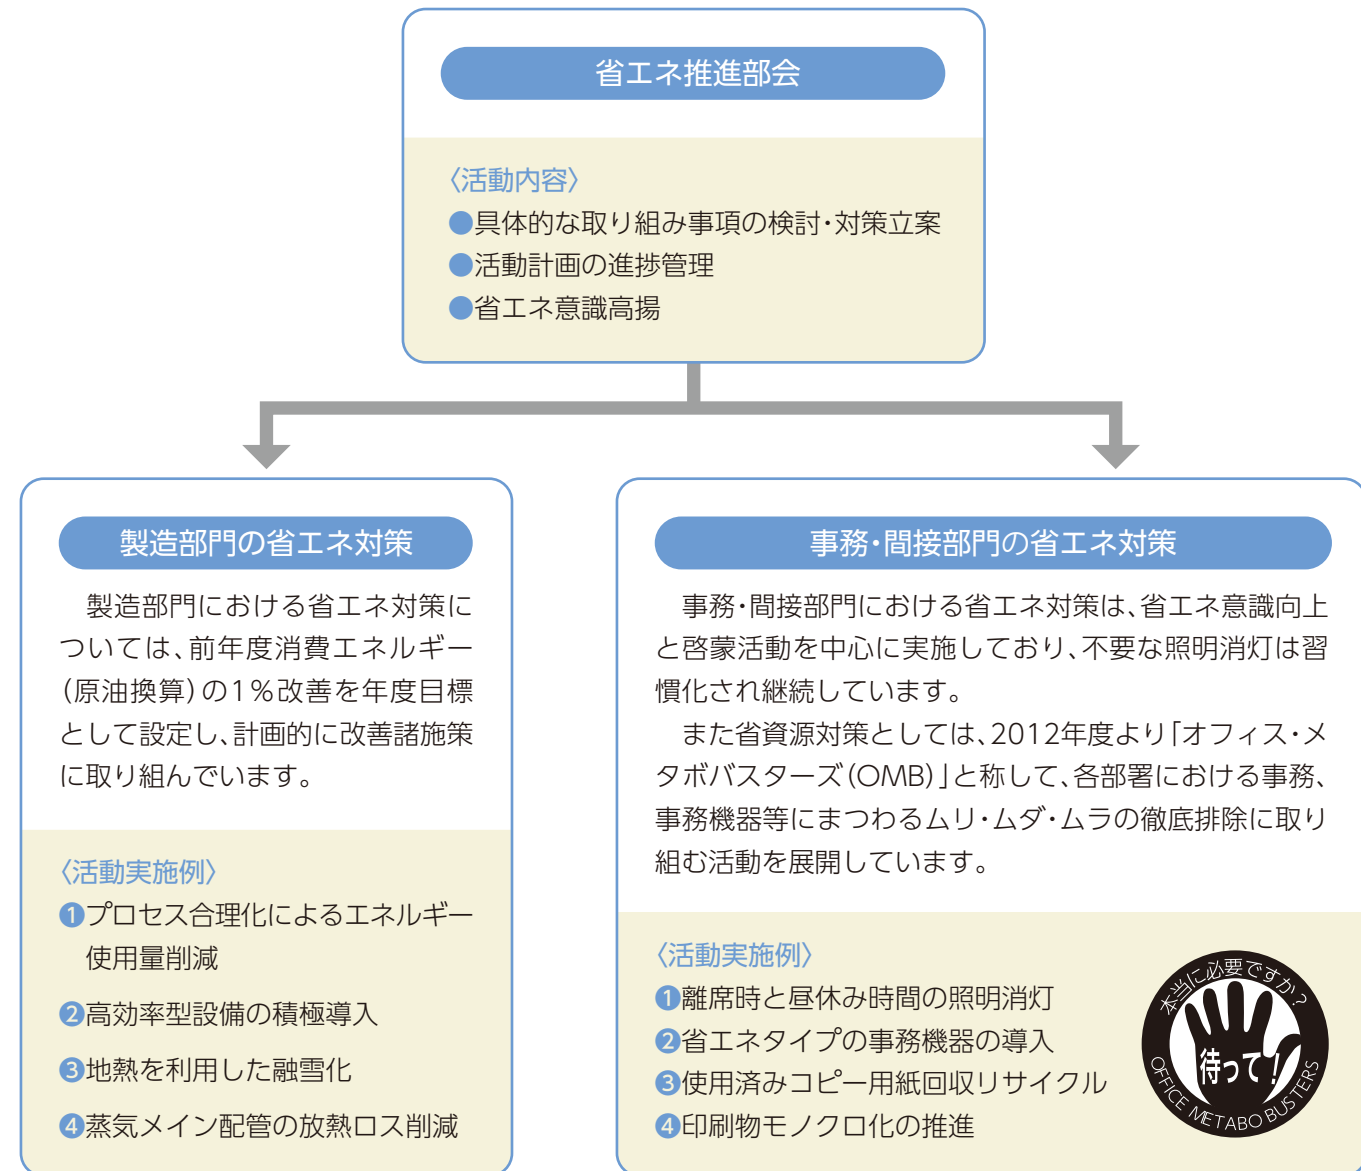 省エネ推進部会
〈活動内容〉
●具体的な取り組み事項の検討・対策立案
●活動計画の進捗管理
●省エネ意識高揚
製造部門の省エネ対策
製造部門における省エネ対策に
ついては、前年度消費エネルギー
(原油換算)の1%改善を年度目標
として設定し、計画的に改善諸施策
に取り組んでいます。
〈活動実施例〉
❶プロセス合理化によるエネルギー
使用量削減
❷高効率型設備の積極導入
❸地熱を利用した融雪化
❹蒸気メイン配管の放熱ロス削減
事務・間接部門の省エネ対策
事務・間接部門における省エネ対策は、省エネ意識向上
と啓蒙活動を中心に実施しており、不要な照明消灯は習
慣化され継続しています。
また省資源対策としては、2012年度より「オフィス・メ
タボバスターズ(OMB)」と称して、各部署における事務、
事務機器等にまつわるムリ・ムダ・ムラの徹底排除に取り
組む活動を展開しています。
〈活動実施例〉
❶離席時と昼休み時間の照明消灯
❷省エネタイプの事務機器の導入
❸使用済みコピー用紙回収リサイクル
❹印刷物モノクロ化の推進
本当に必要ですか?
待って!
OFFICE METABO BUSTERS